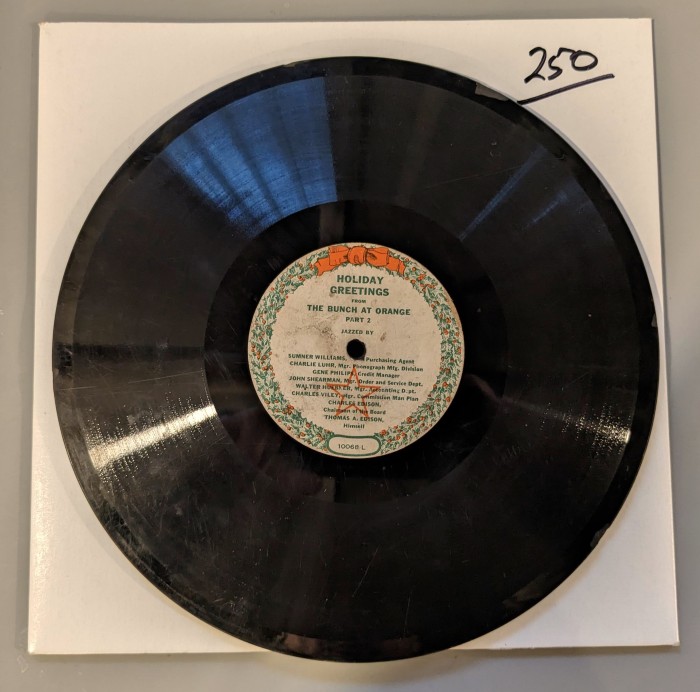 250
HOLIDAY
GREETINGS
FROM
THE BUNCH AT ORANGE
PART 2
JAZZED BY
SUMNER WILLIAMS, Purchasing Agent
CHARLIE LUHR, Mgr. Phonograph Mfg. Division
GENE PHILIPS, Credit Manager
JOHN SHEARMAN, Mgr. Order and Service Dept.
WALTER Mgr. Accounting Dept.
CHARLES VILEY, Mgr. Commission Man Plan
CHARLES EDISON,
Chairman of the Board
THOMAS A. EDISON,
Himself
10068 L